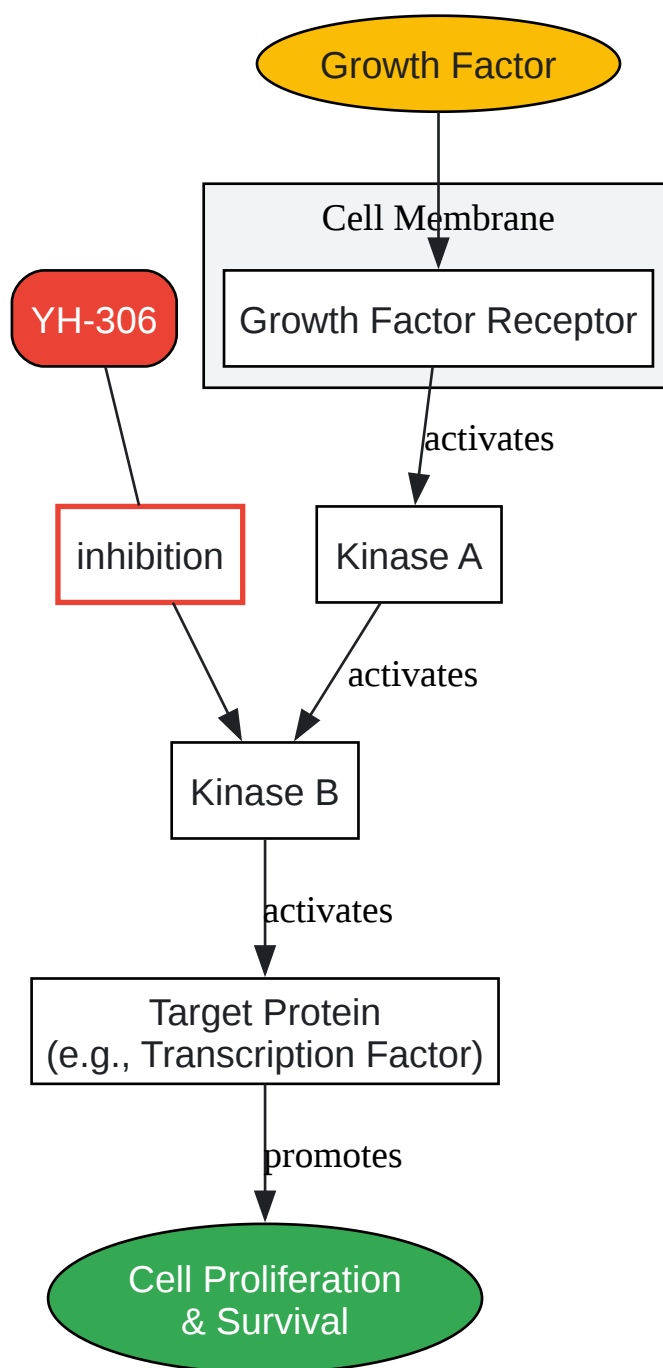 Growth Factor
Cell Membrane
YH-306
Growth Factor Receptor
activates
inhibition
Kinase A
activates
Kinase B
activates
Target Protein
(e.g., Transcription Factor)
promotes
Cell Proliferation
& Survival